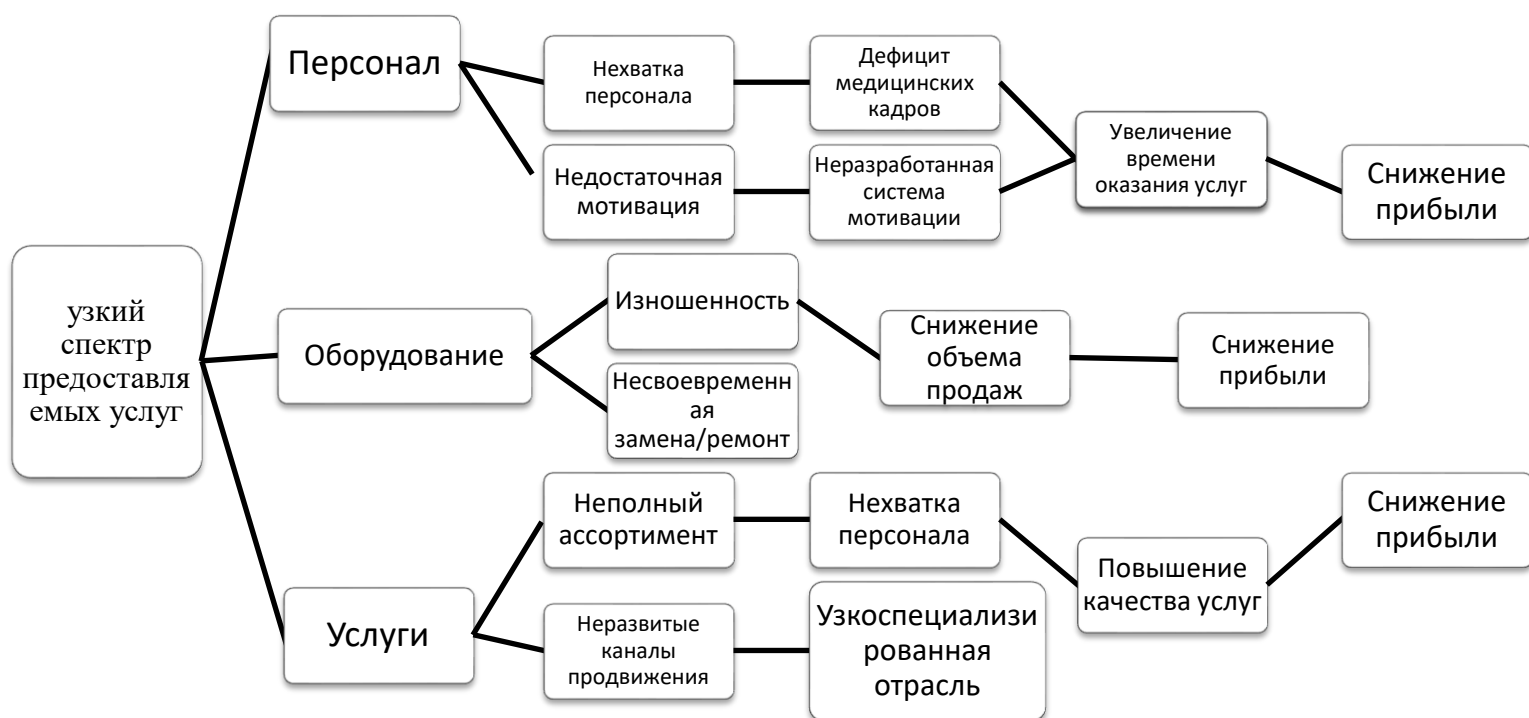 Персонал
Нехватка
персонала
Дефицит
медицинских
кадров
Увеличение
времени
оказания услуг
Снижение
прибыли
Недостаточная
мотивация
Неразработанная
система
мотивации
узкий
спектр
предоставля
емых услуг
Оборудование
Изношенность
Несвоевременн
ая
замена/ремонт
Снижение
объема
продаж
Снижение
прибыли
Услуги
Неполный
ассортимент
Нехватка
персонала
Повышение
качества услуг
Снижение
прибыли
Неразвитые
каналы
продвижения
Узкоспециализи
рованная
отрасль